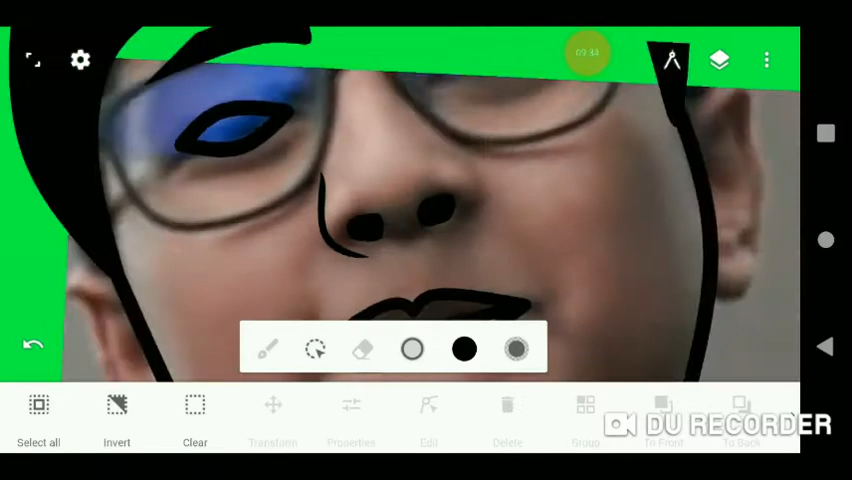 09:34
Select all
Invert
Clear
Transform
Properties
Edit
Delete
Group
To Front
To Back
DU RECORDER